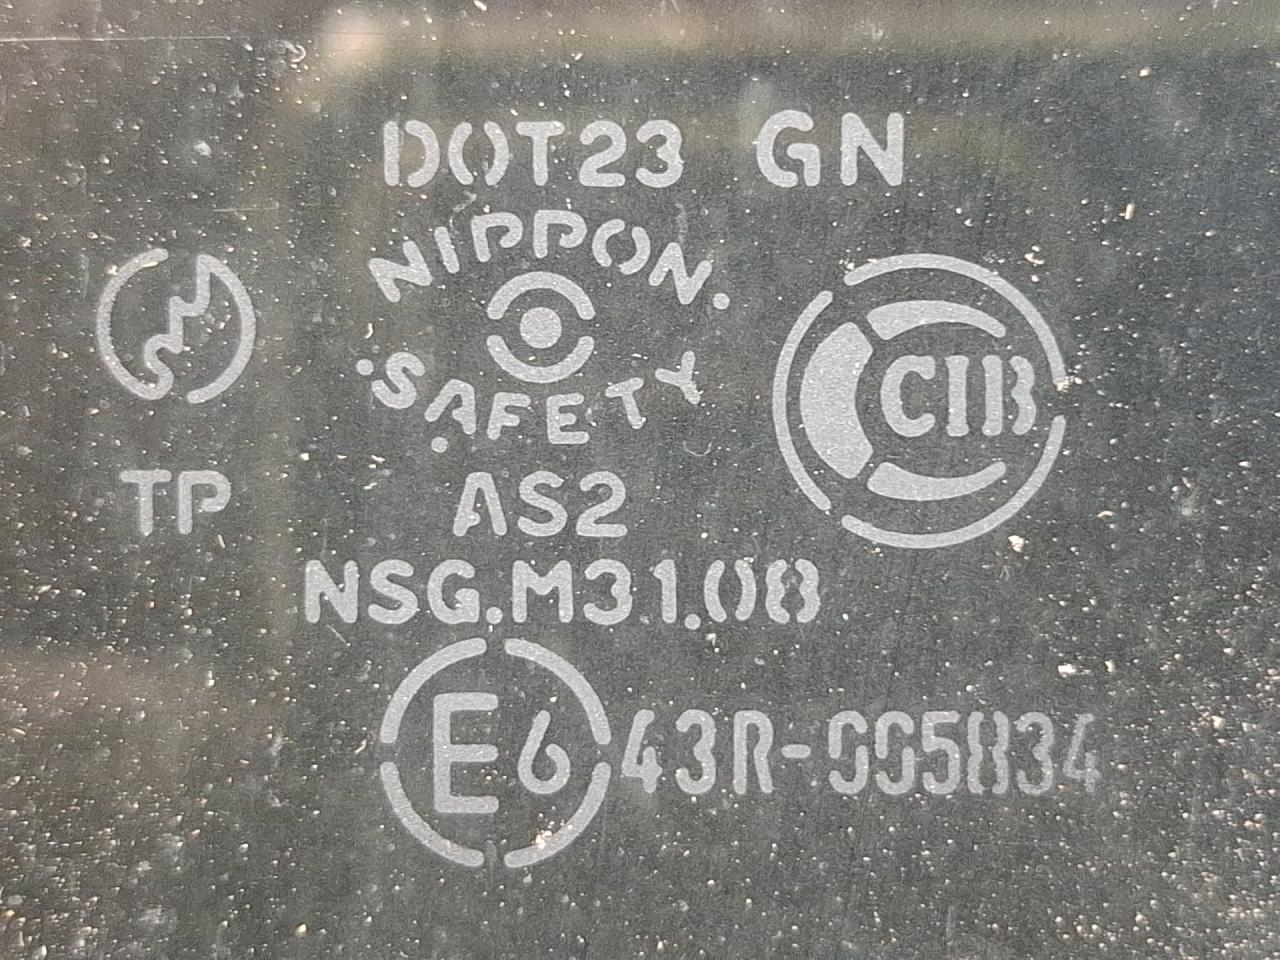 DOT23 GN
NIPPON.
SAFETY
CIB
TP
AS2
NSG.M31.08
E6 43R-005834